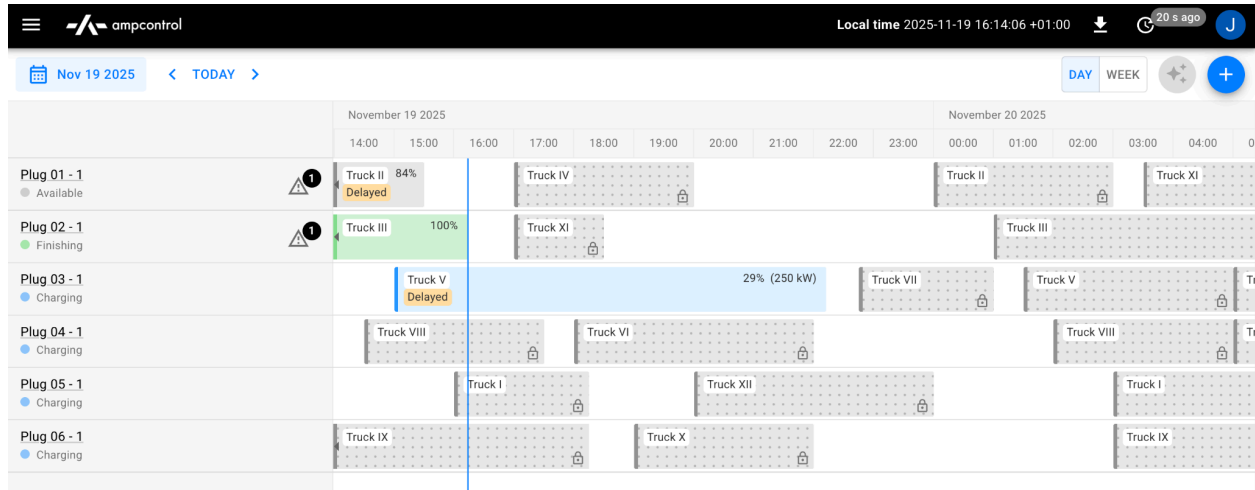 ampcontrol
Local time 2025-11-19 16:14:06 +01:00
20 s ago
J
Nov 19 2025
TODAY
DAY
WEEK
November 19 2025
November 20 2025
14:00 15:00 16:00 17:00 18:00 19:00 20:00 21:00 22:00 23:00 00:00 01:00 02:00 03:00 04:00 0
Plug 01 - 1
Available
1
Truck II 84%
Delayed
Truck IV
Truck II
Truck XI
Plug 02 - 1
Finishing
1
Truck III 100%
Truck XI
Truck III
Plug 03 - 1
Charging
Truck V
Delayed
29% (250 kW)
Truck VII
Truck V
Tr
Plug 04 - 1
Charging
Truck VIII
Truck VI
Truck VIII
Tr
Plug 05 - 1
Charging
Truck I
Truck XII
Truck I
Plug 06 - 1
Charging
Truck IX
Truck X
Truck IX